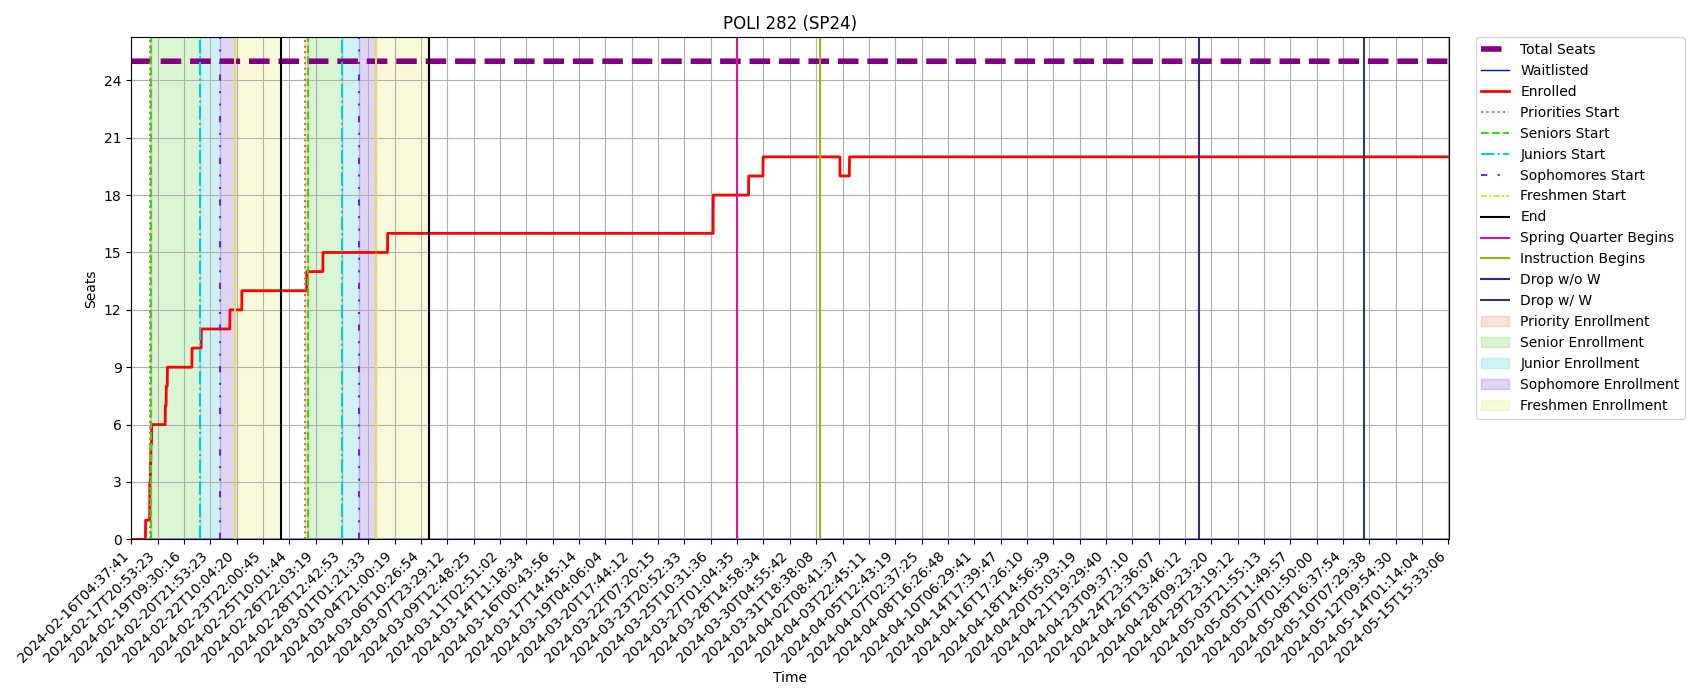 POLI 282 (SP24)
Seats
24
21
18
15
12
9
6
3
0
2024-02-16T04:37:41
2024-02-17T20:53:23
2024-02-19T09:30:16
2024-02-20T21:53:23
2024-02-22T10:04:20
2024-02-23T22:00:45
2024-02-25T10:01:44
2024-02-26T22:03:19
2024-02-28T12:42:53
2024-03-01T01:21:33
2024-03-04T21:00:19
2024-03-06T10:26:54
2024-03-07T23:29:12
2024-03-09T12:48:25
2024-03-11T02:51:02
2024-03-14T11:18:34
2024-03-16T00:43:56
2024-03-17T14:45:14
2024-03-19T04:06:04
2024-03-20T17:44:12
2024-03-22T07:20:15
2024-03-23T20:52:33
2024-03-25T10:31:36
2024-03-27T01:04:35
2024-03-28T14:58:34
2024-03-30T04:55:42
2024-03-31T18:38:08
2024-04-02T08:41:37
2024-04-03T22:45:11
2024-04-05T12:43:19
2024-04-07T02:37:25
2024-04-08T16:26:48
2024-04-10T06:29:41
2024-04-14T17:39:47
2024-04-16T17:26:10
2024-04-18T14:56:39
2024-04-20T05:03:19
2024-04-21T19:29:40
2024-04-23T09:37:10
2024-04-24T23:36:07
2024-04-26T13:46:12
2024-04-28T09:23:20
2024-04-29T23:19:12
2024-05-03T21:55:13
2024-05-05T11:49:57
2024-05-07T01:50:00
2024-05-08T16:37:54
2024-05-10T07:29:38
2024-05-12T09:54:30
2024-05-14T01:14:04
2024-05-15T15:33:06
Time
Total Seats
Waitlisted
Enrolled
Priorities Start
Seniors Start
Juniors Start
Sophomores Start
Freshmen Start
End
Spring Quarter Begins
Instruction Begins
Drop w/o W
Drop w/ W
Priority Enrollment
Senior Enrollment
Junior Enrollment
Sophomore Enrollment
Freshmen Enrollment